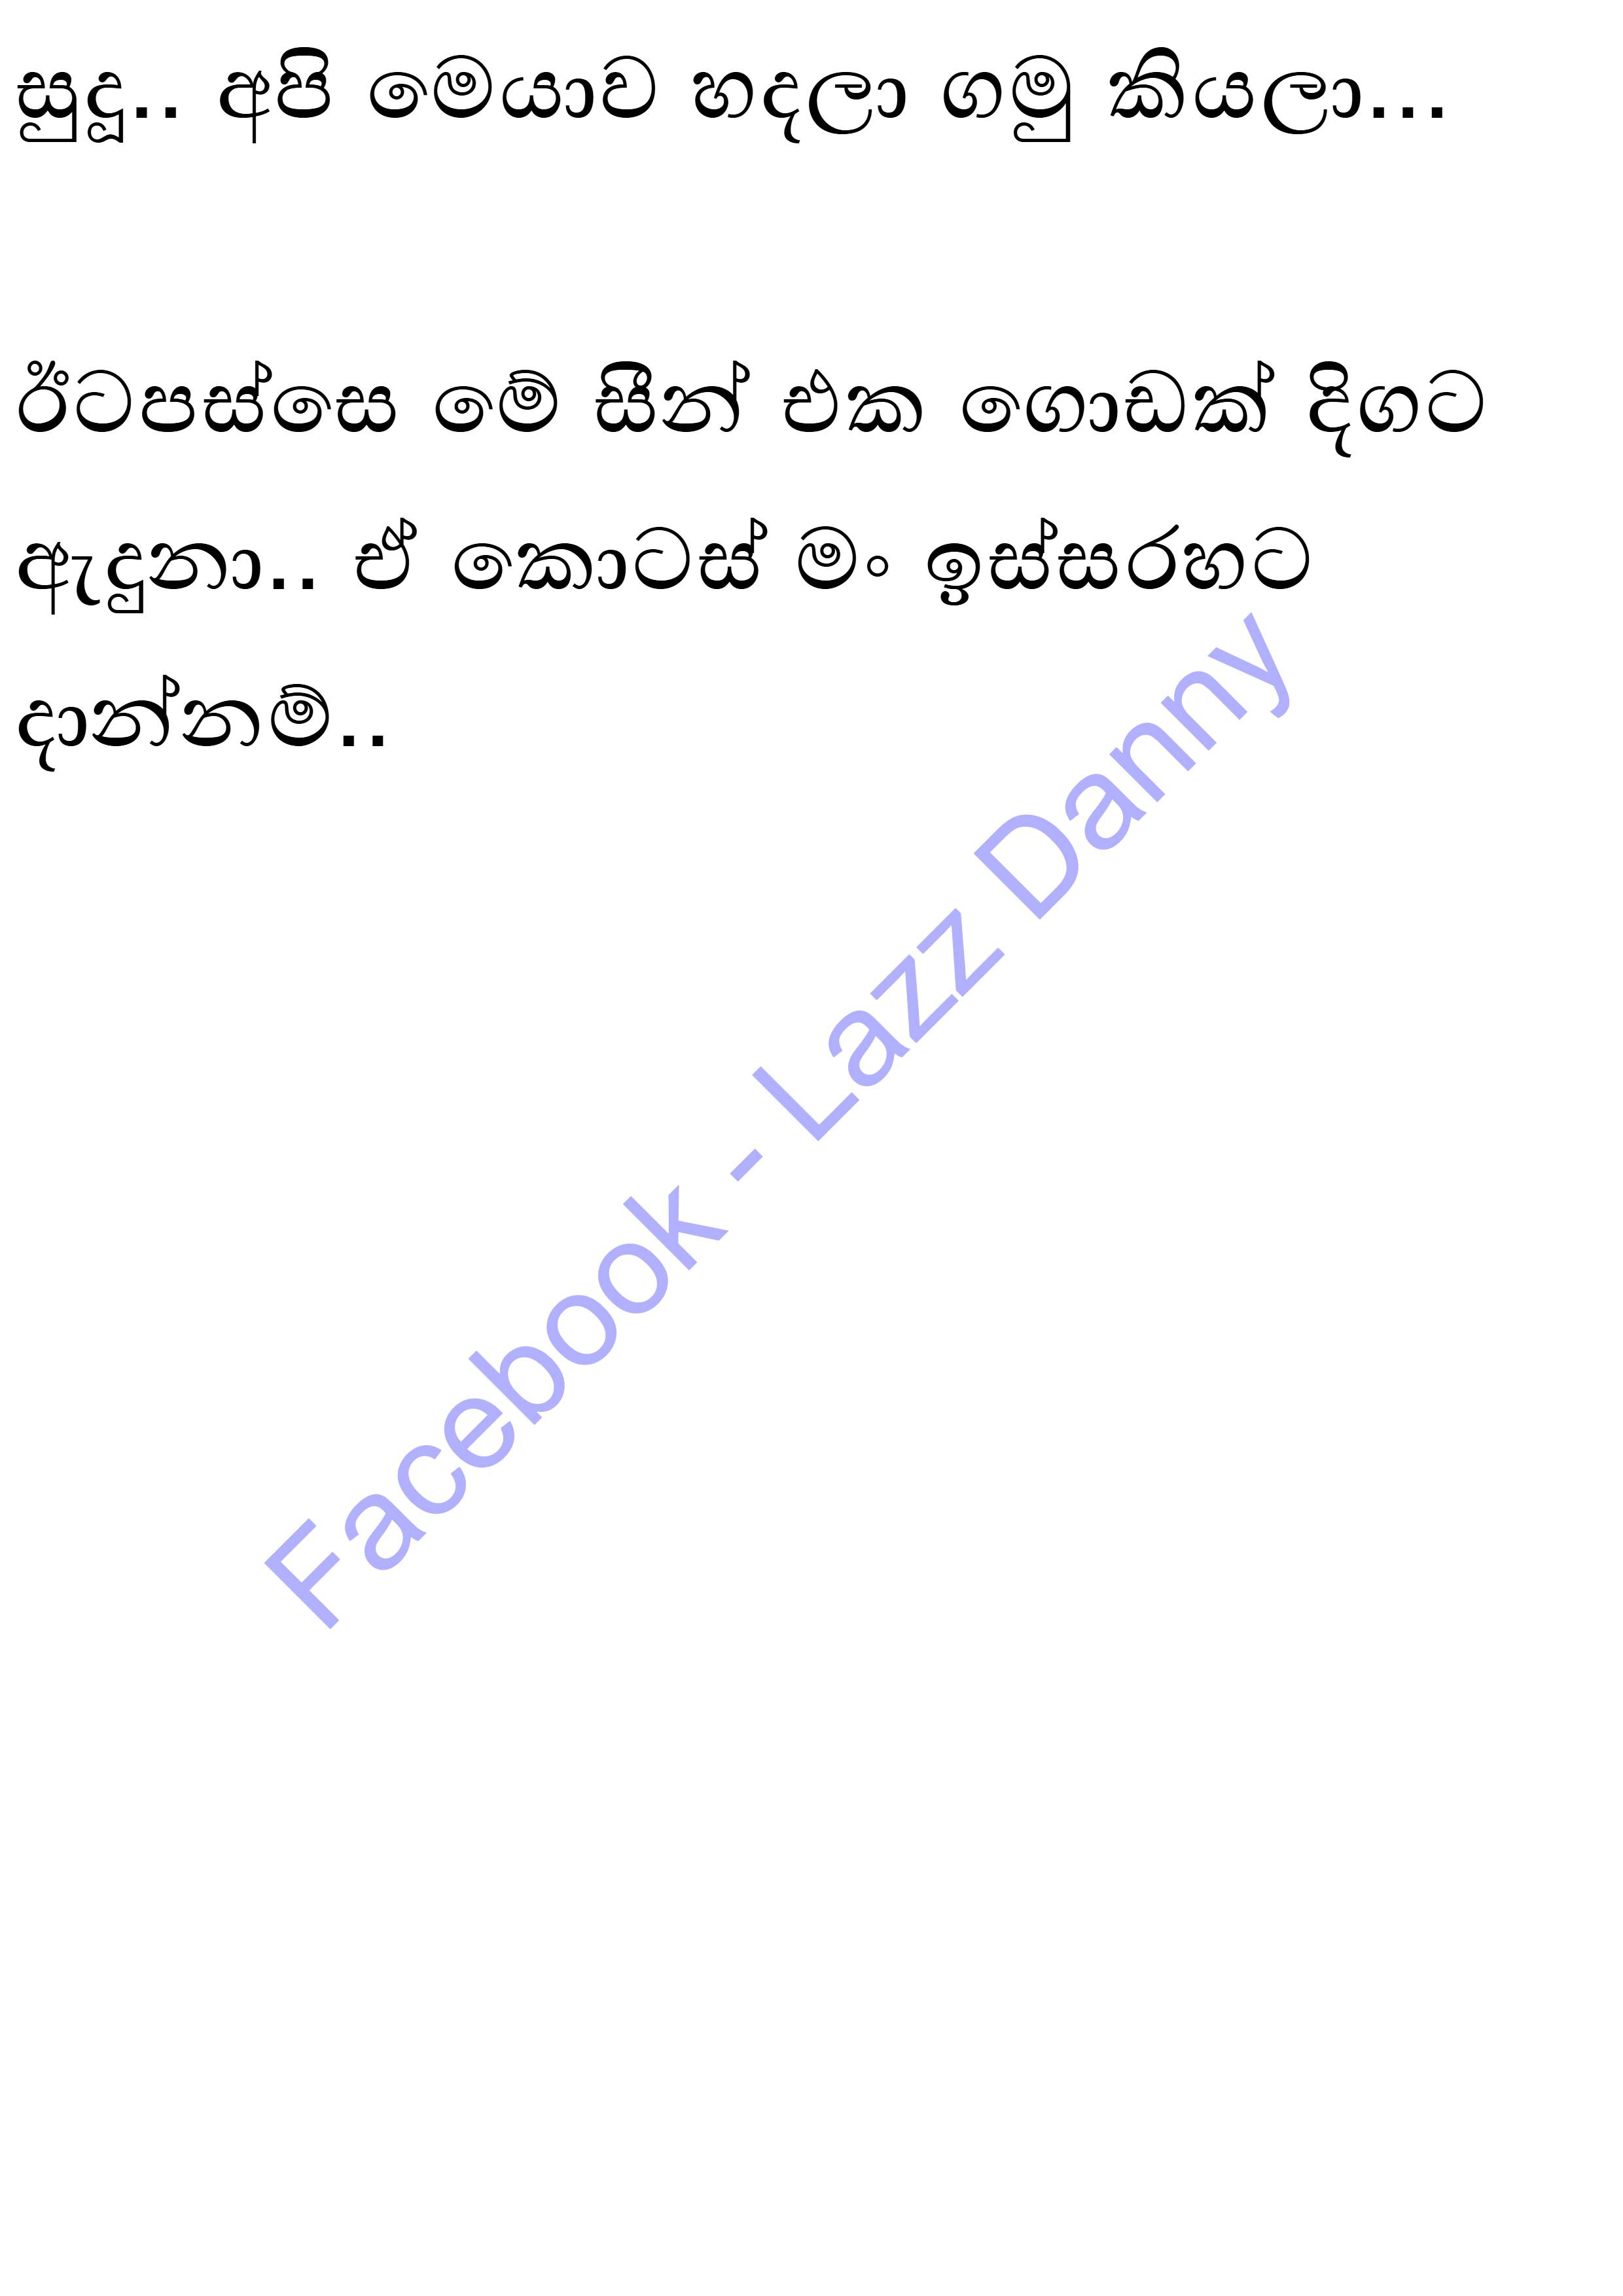 සුදූ.. අපි මේයාව හදලා ගමු කියලා...
ඊටපස්සෙ මේ සීන් එක ගොඩක් දිගට
ඇදුනා.. ඒ කොටස් මං ඉස්සරහට
දාන්නම්..
Facebook - Lazz Danny